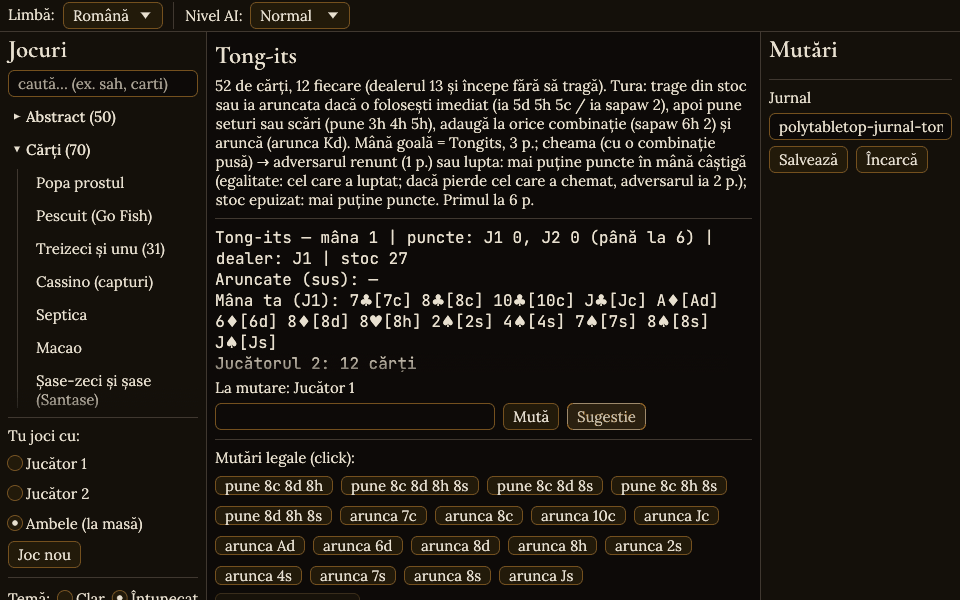 Limbă: Română ▼ Nivel AI: Normal ▼
Jocuri
caută... (ex. sah, carti)
▸ Abstract (50)
▾ Cărți (70)
Popa prostul
Pescuit (Go Fish)
Treizeci și unu (31)
Cassino (capturi)
Septica
Macao
Șase-zeci și șase
(Santase)
Tu joci cu:
Jucător 1
Jucător 2
Ambele (la masă)
Joc nou
Temă: Clar Întunecat
Tong-its
52 de cărți, 12 fiecare (dealerul 13 și începe fără să tragă). Tura: trage din stoc
sau ia aruncata dacă o folosești imediat (ia 5d 5h 5c / ia sapaw 2), apoi pune
seturi sau scări (pune 3h 4h 5h), adaugă la orice combinație (sapaw 6h 2) și
aruncă (arunca Kd). Mână goală = Tongits, 3 p.; cheama (cu o combinație
pusă) → adversarul renunt (1 p.) sau lupta: mai puține puncte în mână câștigă
(egalitate: cel care a luptat; dacă pierde cel care a chemat, adversarul ia 2 p.);
stoc epuizat: mai puține puncte. Primul la 6 p.
Tong-its — mâna 1 | puncte: J1 0, J2 0 (până la 6) |
dealer: J1 | stoc 27
Aruncate (sus): —
Mâna ta (J1): 7♣[7c] 8♣[8c] 10♣[10c] J♣[Jc] A♦[Ad]
6♦[6d] 8♦[8d] 8♥[8h] 2♠[2s] 4♠[4s] 7♠[7s] 8♠[8s]
J♠[Js]
Jucătorul 2: 12 cărți
La mutare: Jucător 1
Mută Sugestie
Mutări legale (click):
pune 8c 8d 8h pune 8c 8d 8h 8s pune 8c 8d 8s pune 8c 8h 8s
pune 8d 8h 8s arunca 7c arunca 8c arunca 10c arunca Jc
arunca Ad arunca 6d arunca 8d arunca 8h arunca 2s
arunca 4s arunca 7s arunca 8s arunca Js
Mutări
Jurnal
polytabletop-jurnal-ton
Salvează Încarcă